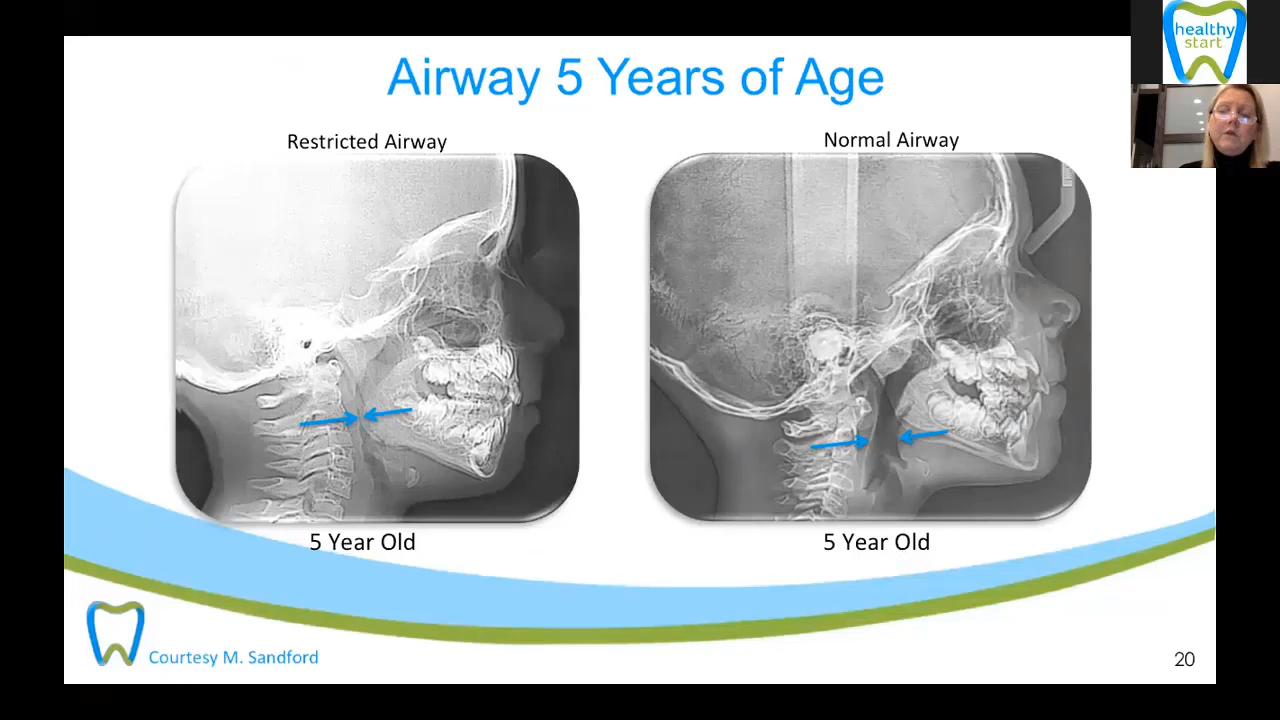 Airway 5 Years of Age
healthy
start
Restricted Airway
Normal Airway
5 Year Old
5 Year Old
Courtesy M. Sandford
20